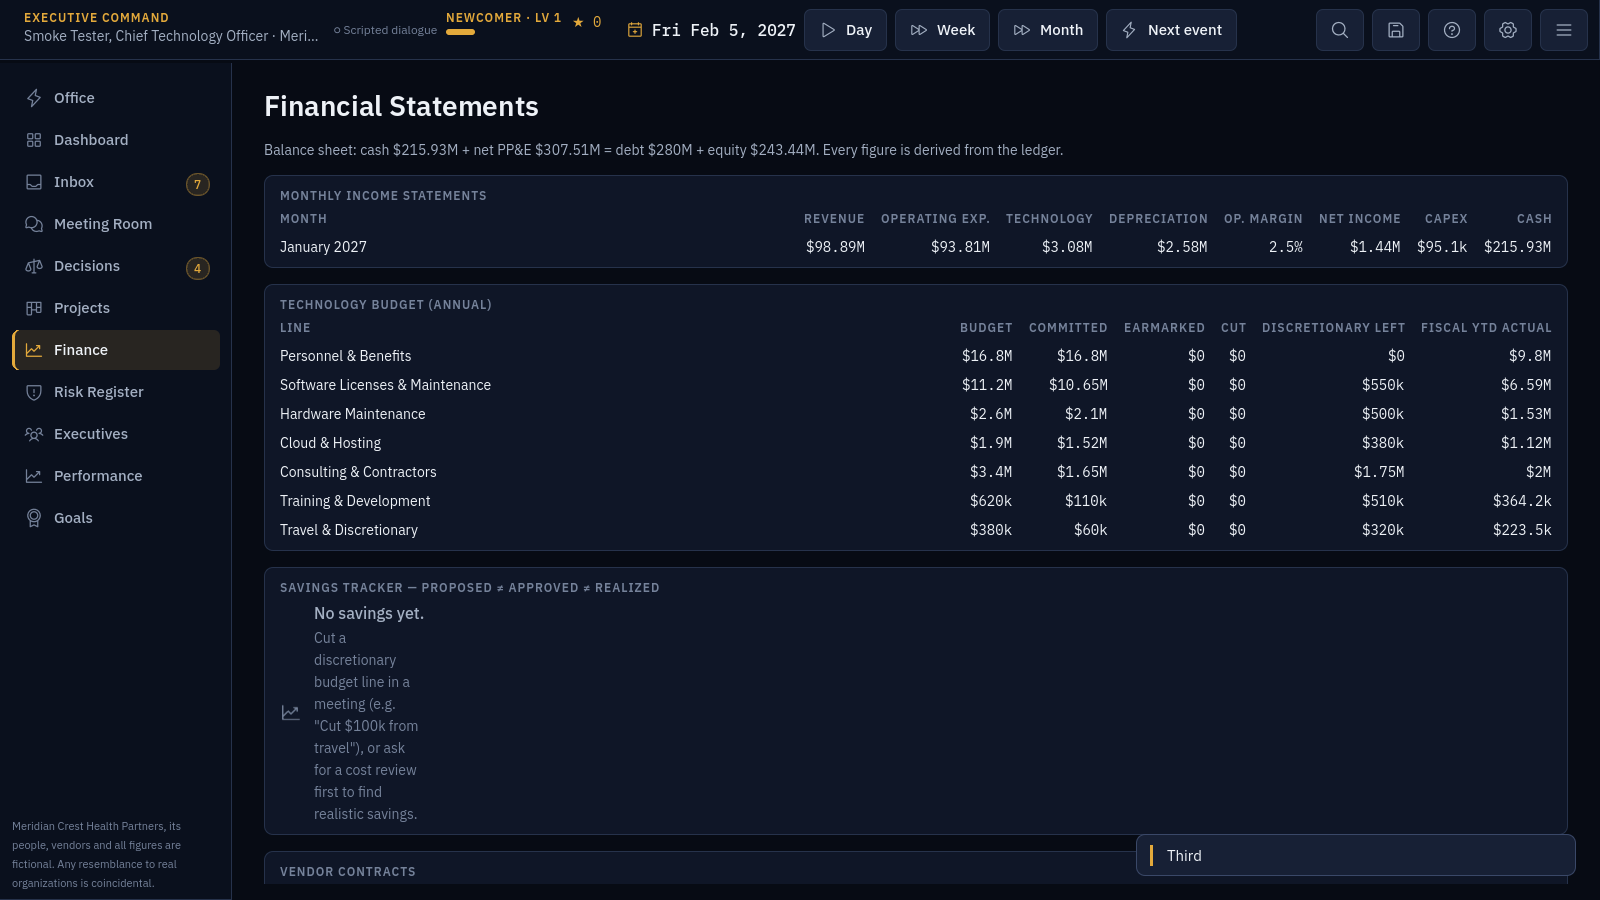 EXECUTIVE COMMAND
Smoke Tester, Chief Technology Officer · Meri...
Scripted dialogue
NEWCOMER · LV 1
★ 0
Fri Feb 5, 2027
Day
Week
Month
Next event
Office
Dashboard
Inbox
7
Meeting Room
Decisions
4
Projects
Finance
Risk Register
Executives
Performance
Goals
Meridian Crest Health Partners, its
people, vendors and all figures are
fictional. Any resemblance to real
organizations is coincidental.
Financial Statements
Balance sheet: cash $215.93M + net PP&E $307.51M = debt $280M + equity $243.44M. Every figure is derived from the ledger.
MONTHLY INCOME STATEMENTS
MONTH REVENUE OPERATING EXP. TECHNOLOGY DEPRECIATION OP. MARGIN NET INCOME CAPEX CASH
January 2027 $98.89M $93.81M $3.08M $2.58M 2.5% $1.44M $95.1k $215.93M
TECHNOLOGY BUDGET (ANNUAL)
LINE BUDGET COMMITTED EARMARKED CUT DISCRETIONARY LEFT FISCAL YTD ACTUAL
Personnel & Benefits $16.8M $16.8M $0 $0 $0 $9.8M
Software Licenses & Maintenance $11.2M $10.65M $0 $0 $550k $6.59M
Hardware Maintenance $2.6M $2.1M $0 $0 $500k $1.53M
Cloud & Hosting $1.9M $1.52M $0 $0 $380k $1.12M
Consulting & Contractors $3.4M $1.65M $0 $0 $1.75M $2M
Training & Development $620k $110k $0 $0 $510k $364.2k
Travel & Discretionary $380k $60k $0 $0 $320k $223.5k
SAVINGS TRACKER — PROPOSED ≠ APPROVED ≠ REALIZED
No savings yet.
Cut a
discretionary
budget line in a
meeting (e.g.
"Cut $100k from
travel"), or ask
for a cost review
first to find
realistic savings.
VENDOR CONTRACTS
Third